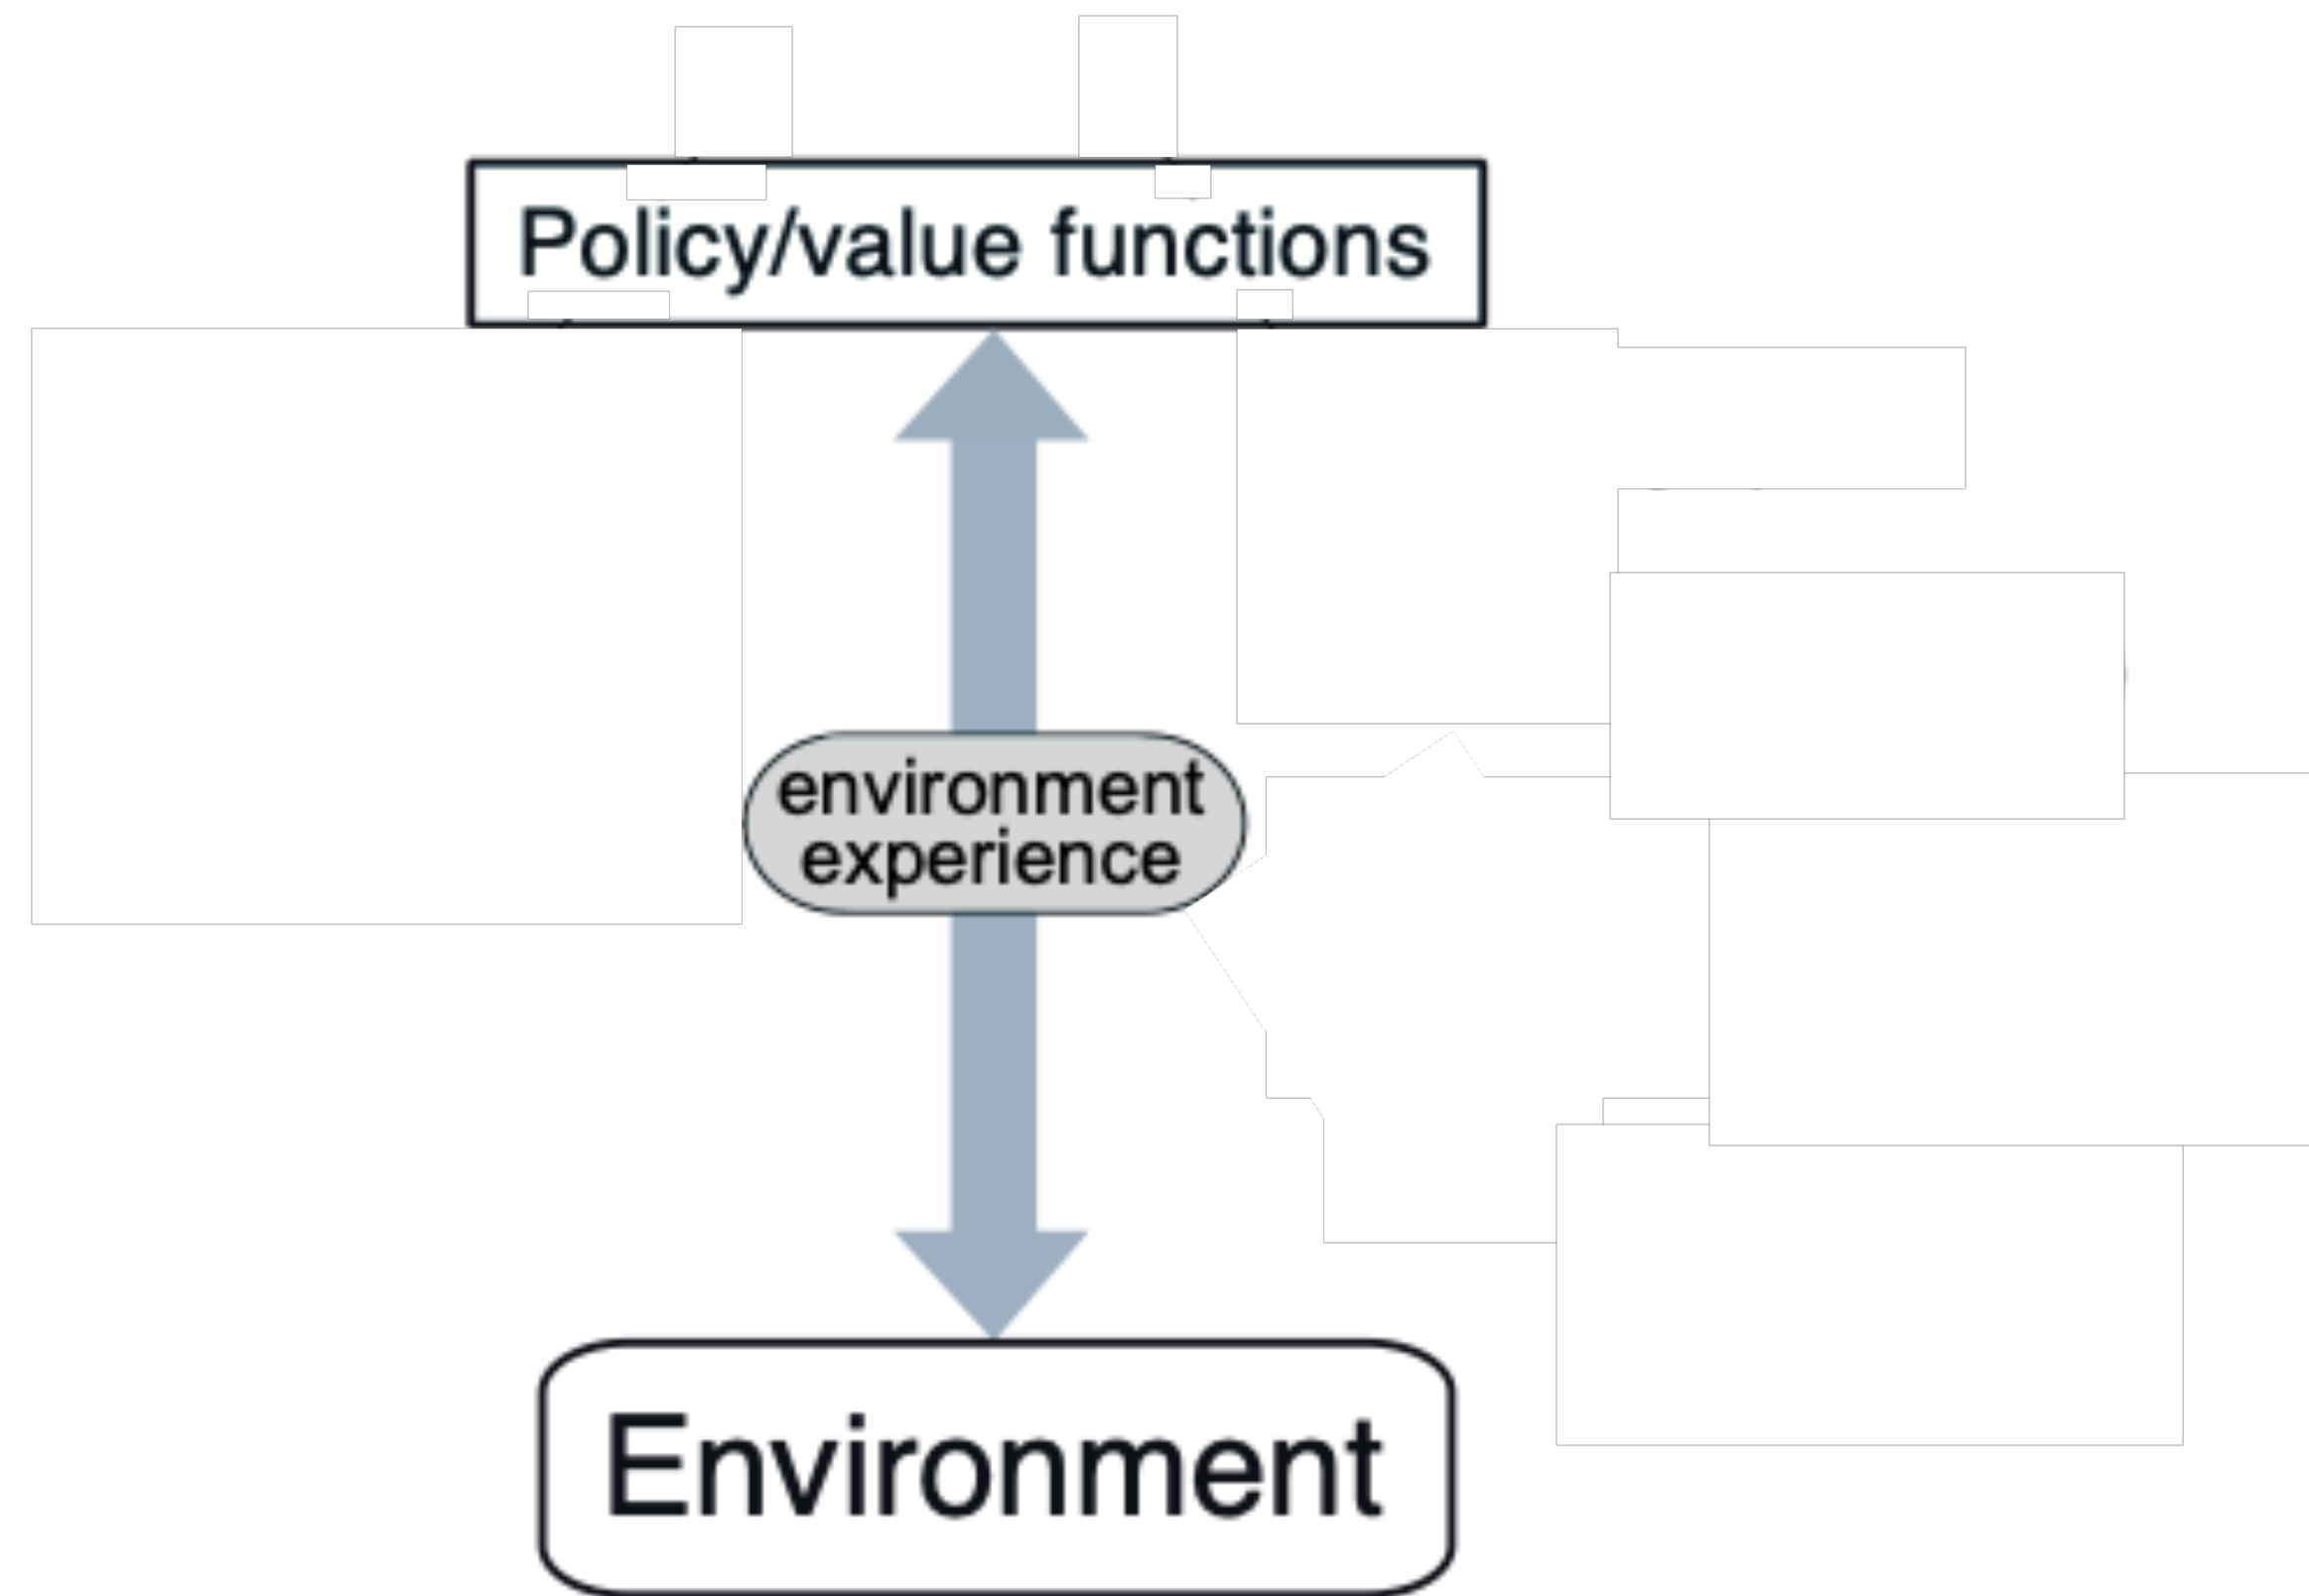 Policy/value functions
environment
experience
Environment